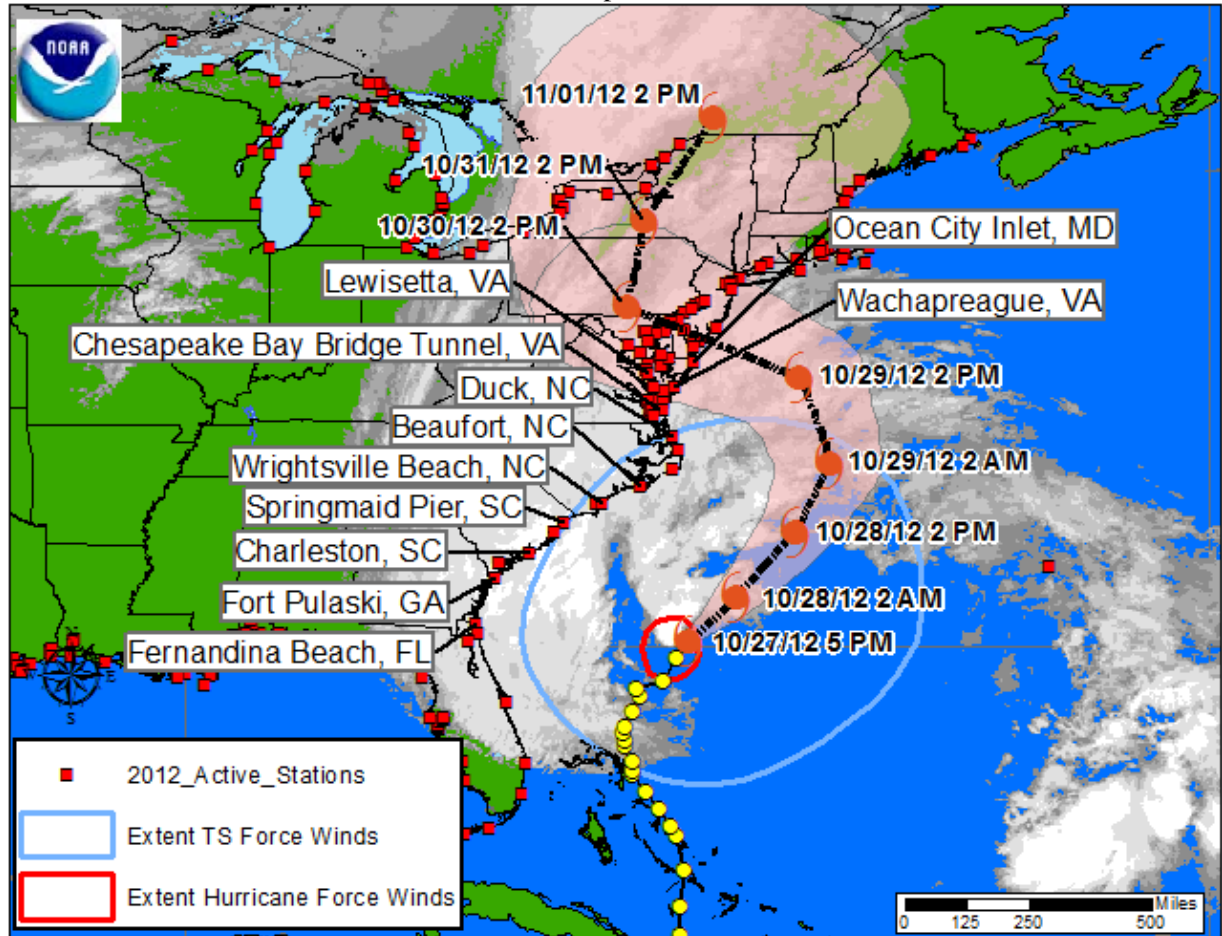 NOAA
11/01/12 2 PM
10/31/12 2 PM
10/30/12 2 PM
Ocean City Inlet, MD
Lewisetta, VA
Wachapreague, VA
Chesapeake Bay Bridge Tunnel, VA
10/29/12 2 PM
Duck, NC
Beaufort, NC
10/29/12 2 AM
Wrightsville Beach, NC
Springmaid Pier, SC
10/28/12 2 PM
Charleston, SC
Fort Pulaski, GA
10/28/12 2 AM
Fernandina Beach, FL
10/27/12 5 PM
N
W E
S
2012_Active_Stations
Extent TS Force Winds
Extent Hurricane Force Winds
Miles
0 125 250 500